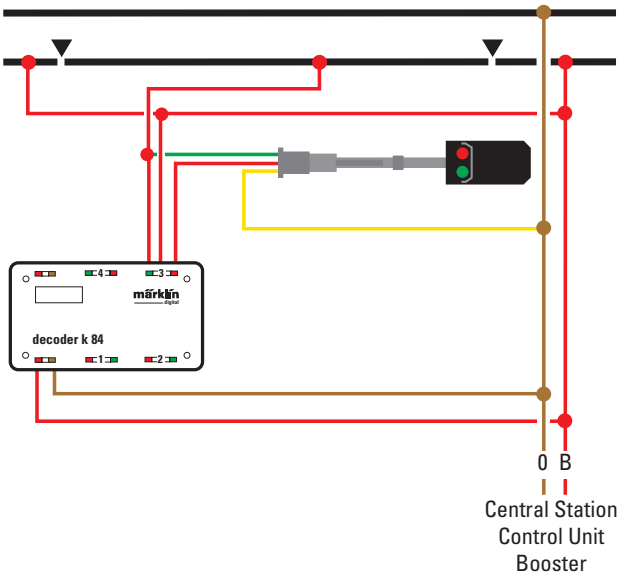 4 3
märklin
digital
decoder k 84
1 2
0 B
Central Station
Control Unit
Booster